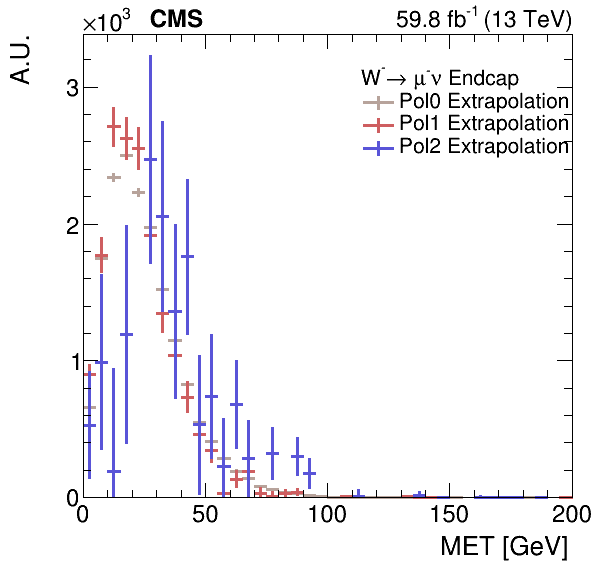 ×10³ CMS 59.8 fb⁻¹ (13 TeV)
A.U.
W⁻→ μ⁻ν Endcap
Pol0 Extrapolation
Pol1 Extrapolation
Pol2 Extrapolation
3
2
1
0
0 50 100 150 200
MET [GeV]